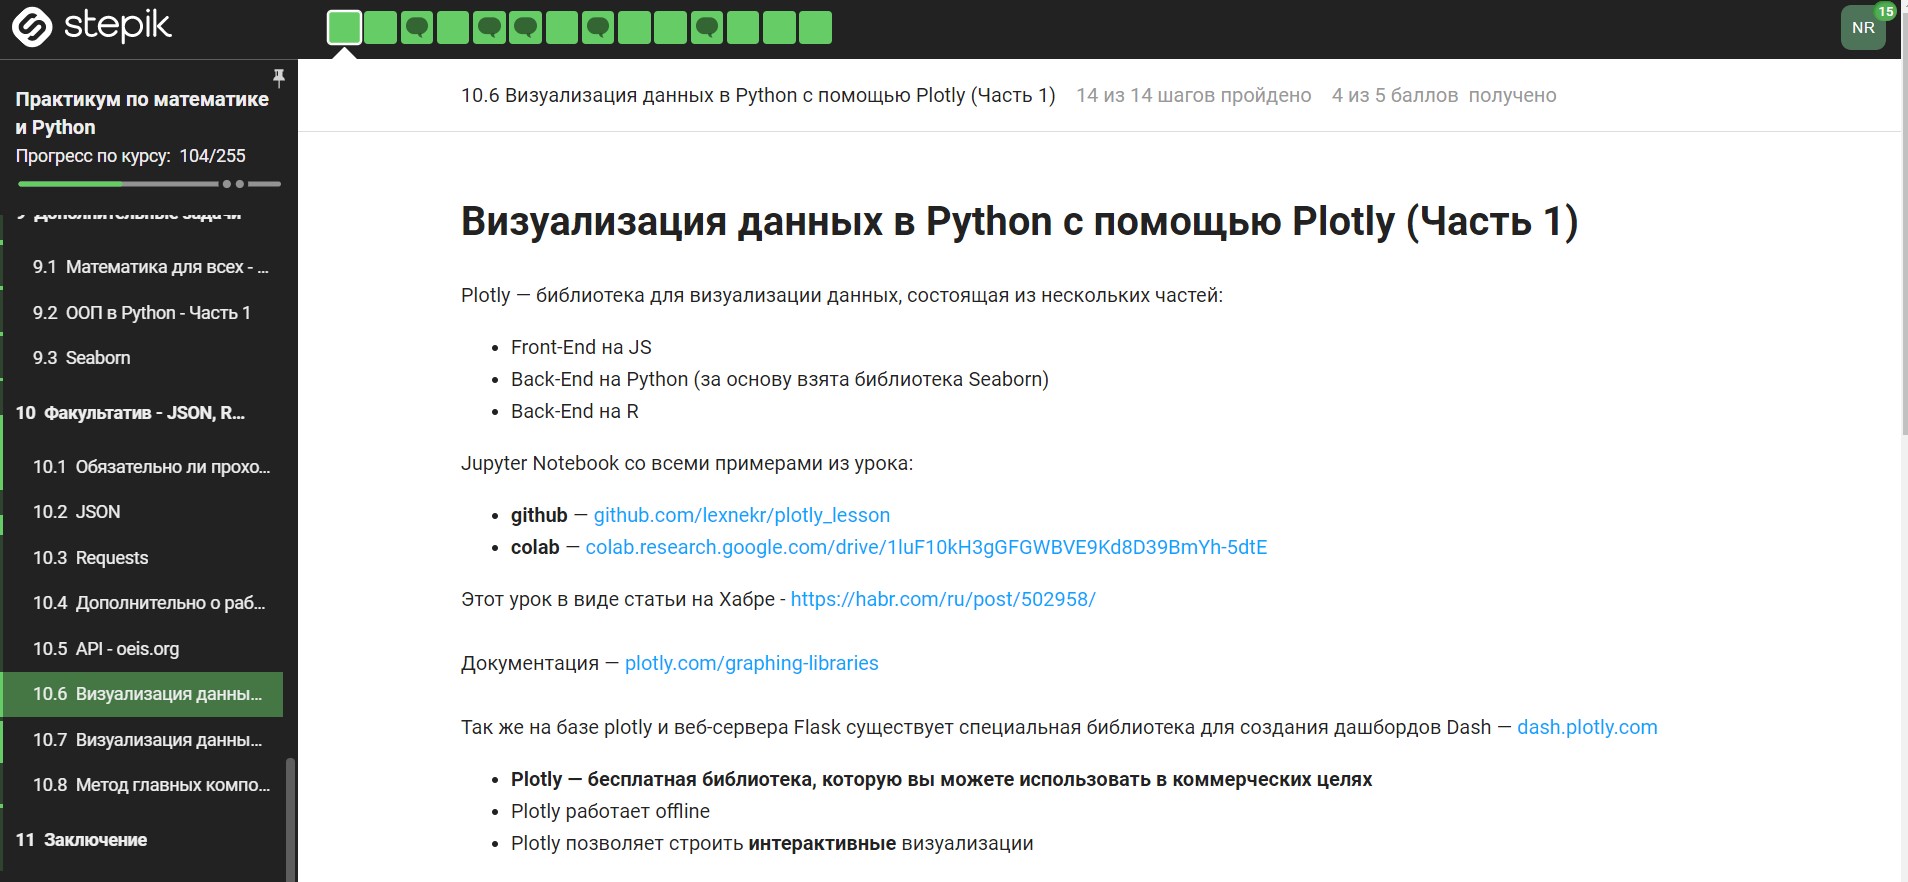 stepik
NR
15
Практикум по математике
и Python
Прогресс по курсу: 104/255
9 Дополнительные задачи
9.1 Математика для всех - ...
9.2 ООП в Python - Часть 1
9.3 Seaborn
10 Факультатив - JSON, R...
10.1 Обязательно ли прохо...
10.2 JSON
10.3 Requests
10.4 Дополнительно о раб...
10.5 API - oeis.org
10.6 Визуализация данны...
10.7 Визуализация данны...
10.8 Метод главных компо...
11 Заключение
10.6 Визуализация данных в Python с помощью Plotly (Часть 1) 14 из 14 шагов пройдено 4 из 5 баллов получено
Визуализация данных в Python с помощью Plotly (Часть 1)
Plotly — библиотека для визуализации данных, состоящая из нескольких частей:
• Front-End на JS
• Back-End на Python (за основу взята библиотека Seaborn)
• Back-End на R
Jupyter Notebook со всеми примерами из урока:
• github — github.com/lexnekr/plotly_lesson
• colab — colab.research.google.com/drive/1luF10kH3gGFGWBVE9Kd8D39BmYh-5dtE
Этот урок в виде статьи на Хабре - https://habr.com/ru/post/502958/
Документация — plotly.com/graphing-libraries
Так же на базе plotly и веб-сервера Flask существует специальная библиотека для создания дашбордов Dash — dash.plotly.com
• Plotly — бесплатная библиотека, которую вы можете использовать в коммерческих целях
• Plotly работает offline
• Plotly позволяет строить интерактивные визуализации